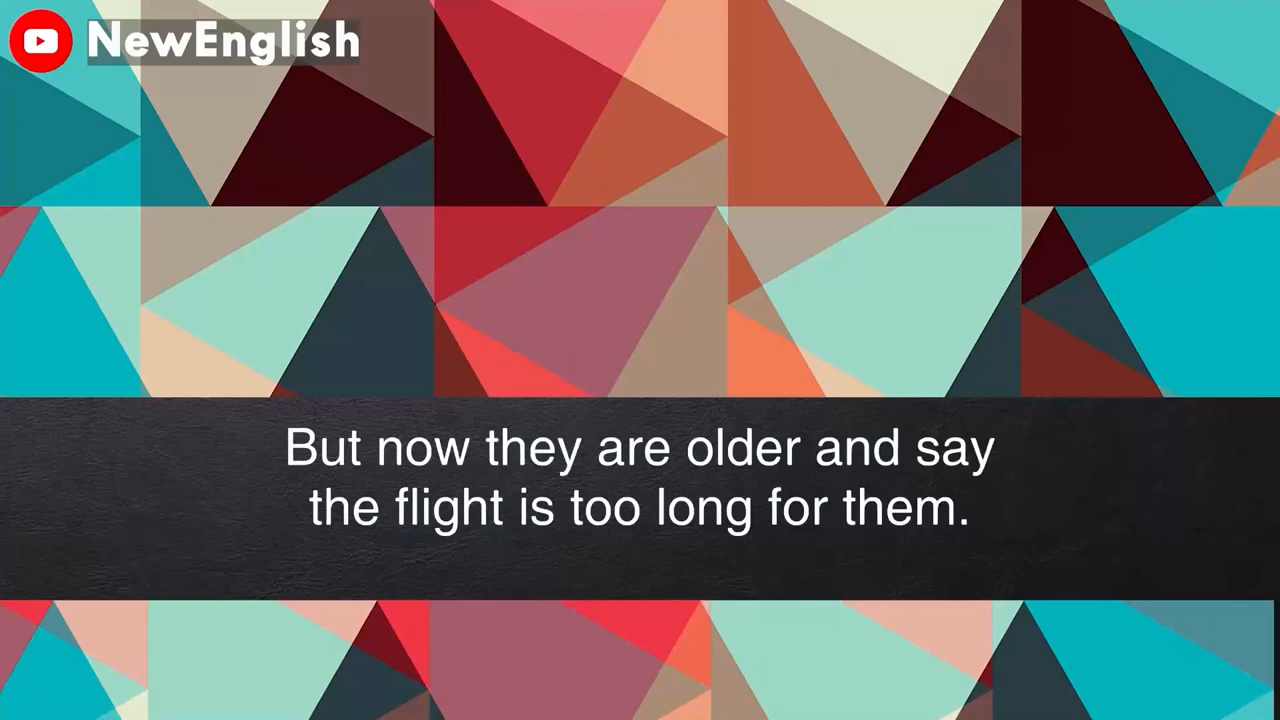 NewEnglish
But now they are older and say
the flight is too long for them.